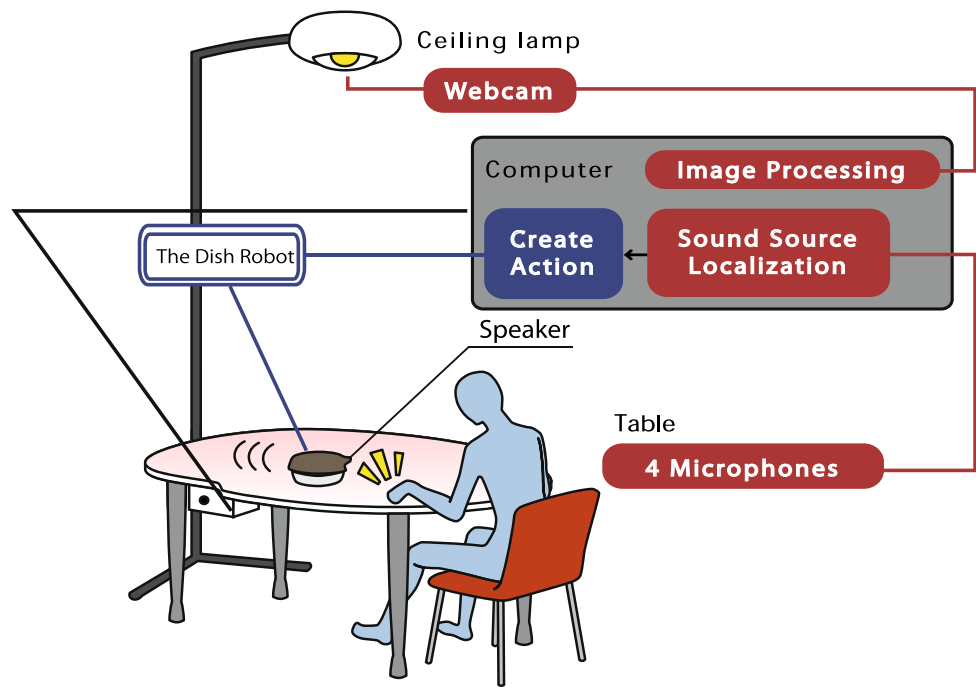 Ceiling lamp
Webcam
Computer
Image Processing
The Dish Robot
Create
Action
Sound Source
Localization
Speaker
Table
4 Microphones